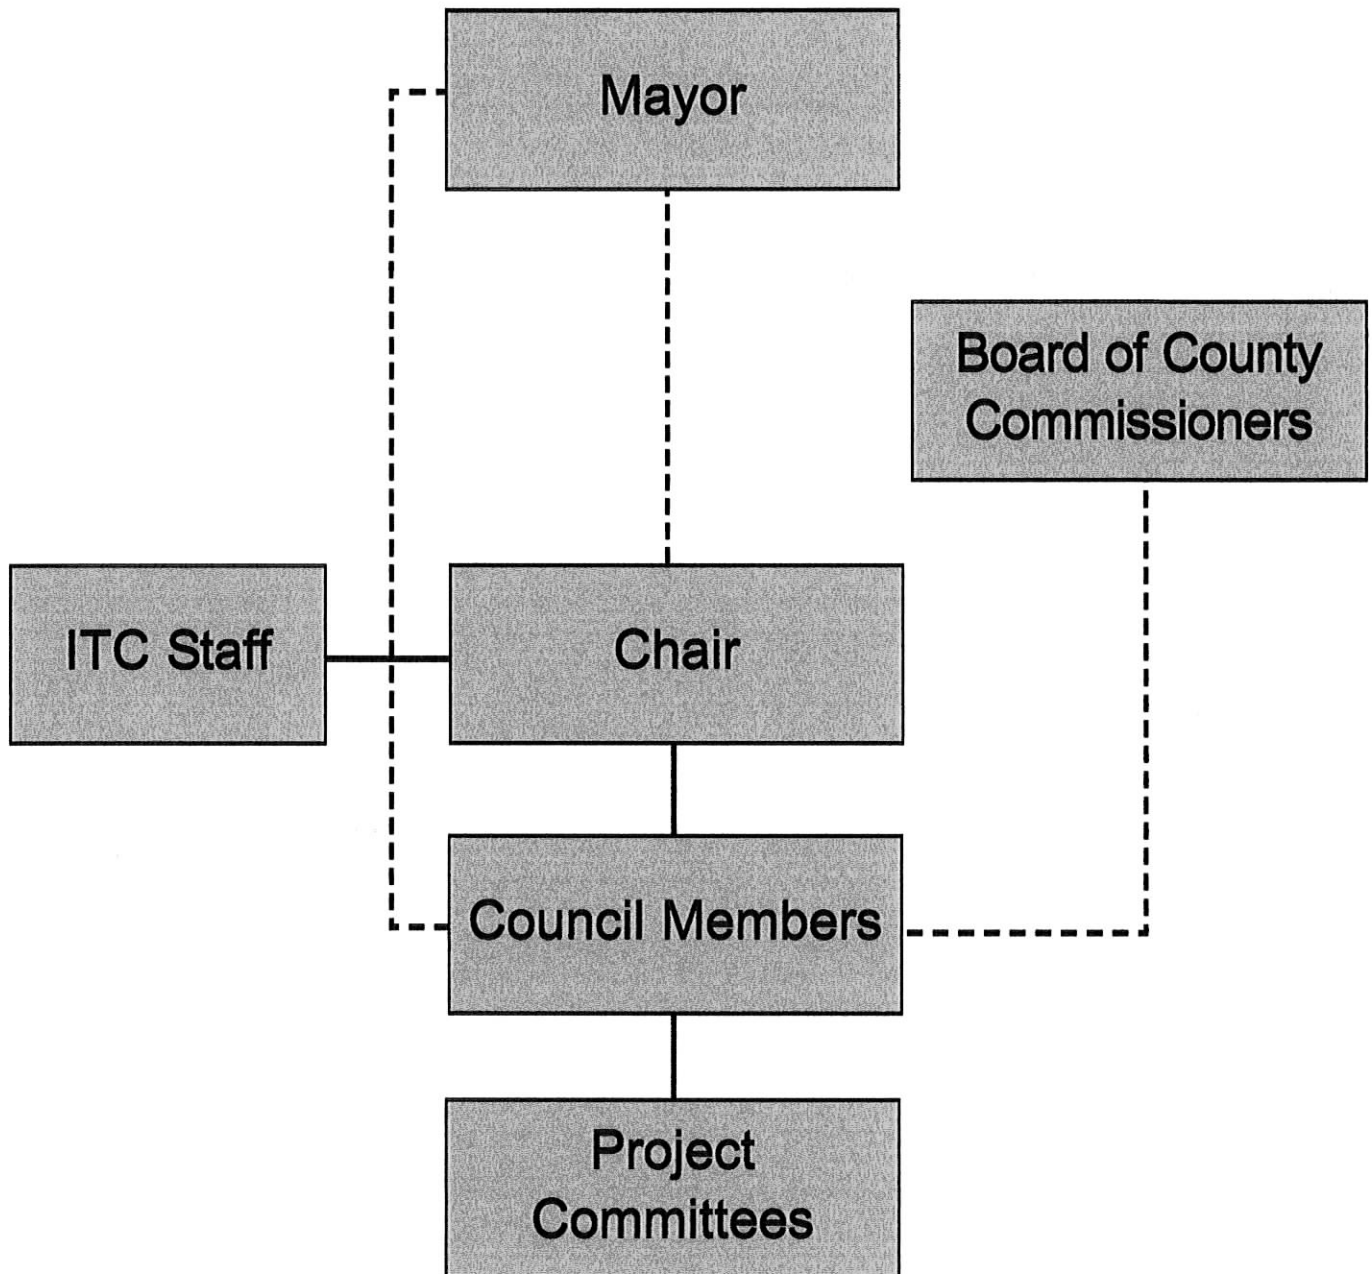 Mayor
Board of County
Commissioners
ITC Staff
Chair
Council Members
Project
Committees